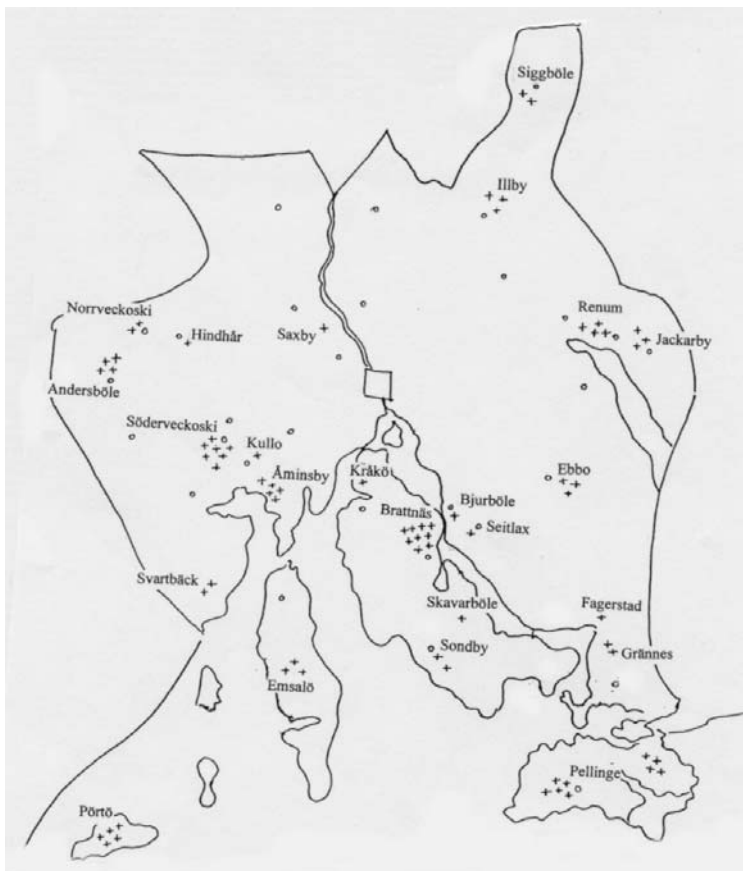 Siggböle
Illby
Norrveckoski
Hindhår
Saxby
Renum
Jackarby
Andersböle
Söderveckoski
Kullo
Åminsby
Kråkö
Ebbo
Brattnäs
Bjurböle
Seitlax
Svartbäck
Skavarböle
Fagerstad
Sondby
Grännes
Emsalö
Pellinge
Pörtö